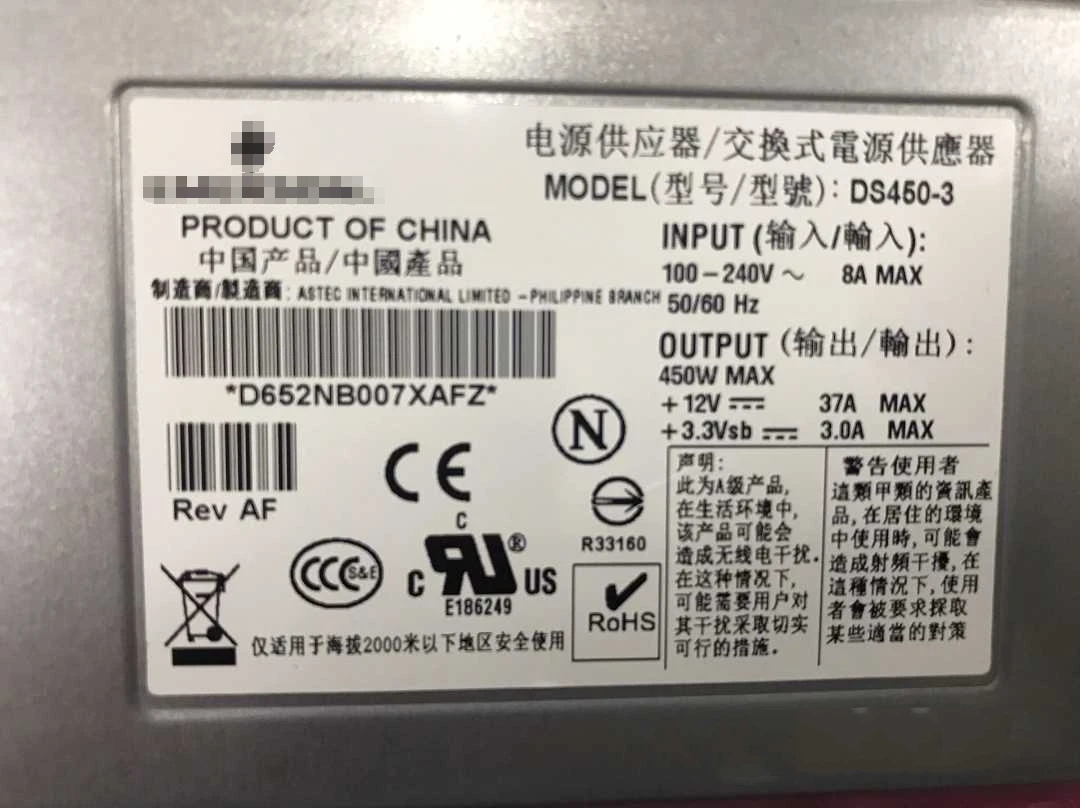 电源供应器/交換式電源供應器
MODEL(型号/型號): DS450-3
PRODUCT OF CHINA
中国产品/中國產品
制造商/製造商: ASTEC INTERNATIONAL LIMITED - PHILIPPINE BRANCH
*D652NB007XAFZ*
Rev AF
INPUT (输入/輸入):
100-240V ~ 8A MAX
50/60 Hz
OUTPUT (输出/輸出):
450W MAX
+12V 37A MAX
+3.3Vsb 3.0A MAX
N
CE
R33160
CCC S&E
C
C RU® US
E186249
RoHS
仅适用于海拔2000米以下地区安全使用
声明:
此为A级产品,
在生活环境中,
该产品可能会
造成无线电干扰.
在这种情况下,
可能需要用户对
其干扰采取切实
可行的措施.
警告使用者
這類甲類的資訊產
品,在居住的環境
中使用時,可能會
造成射頻干擾,在
這種情況下,使用
者會被要求採取
某些適當的對策